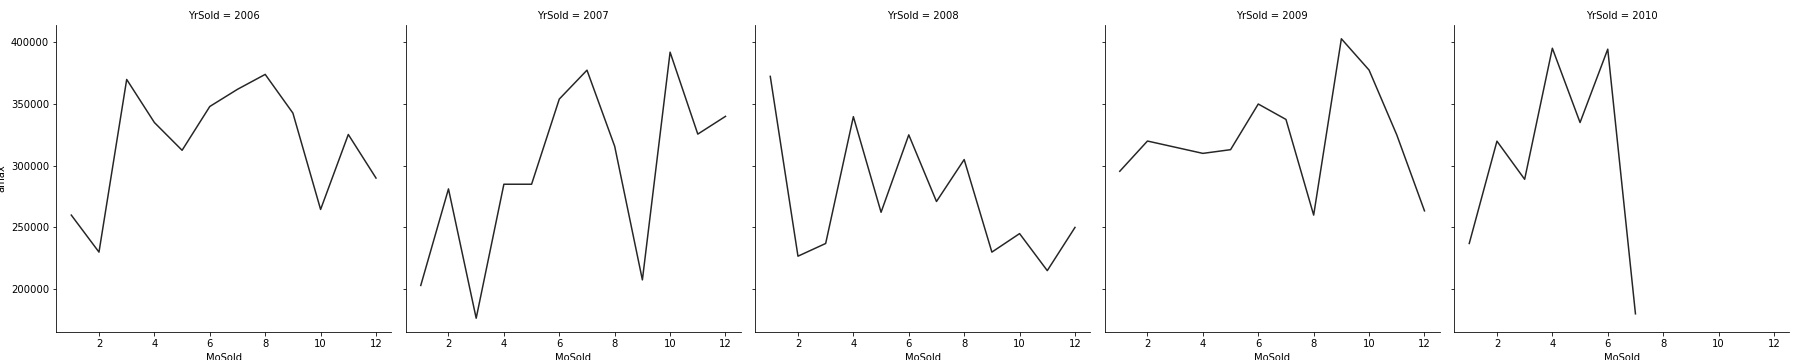 YrSold = 2006 YrSold = 2007 YrSold = 2008 YrSold = 2009 YrSold = 2010
400000
350000
300000
250000
200000
amax
2 4 6 8 10 12 2 4 6 8 10 12 2 4 6 8 10 12 2 4 6 8 10 12 2 4 6 8 10 12
MoSold MoSold MoSold MoSold MoSold